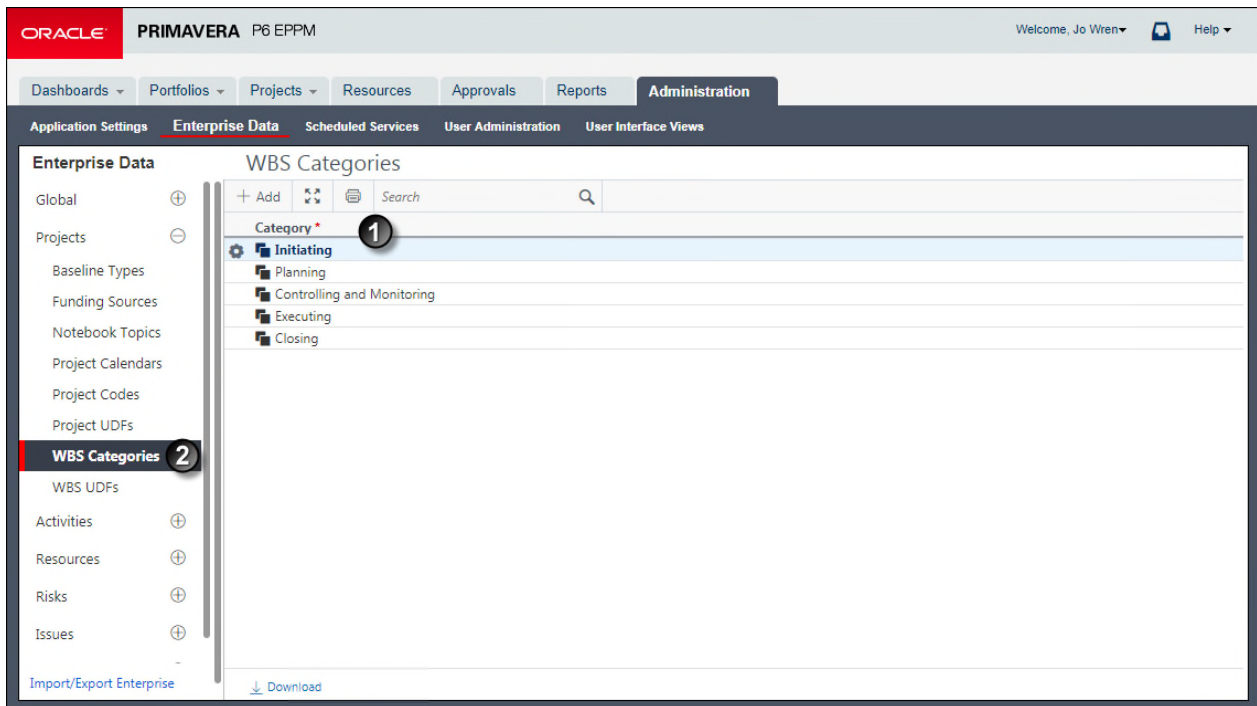 ORACLE PRIMAVERA P6 EPPM Welcome, Jo Wren Help
Dashboards Portfolios Projects Resources Approvals Reports Administration
Application Settings Enterprise Data Scheduled Services User Administration User Interface Views
Enterprise Data
Global
Projects
Baseline Types
Funding Sources
Notebook Topics
Project Calendars
Project Codes
Project UDFs
WBS Categories 2
WBS UDFs
Activities
Resources
Risks
Issues
Import/Export Enterprise
WBS Categories
Add Search
Category * 1
Initiating
Planning
Controlling and Monitoring
Executing
Closing
Download